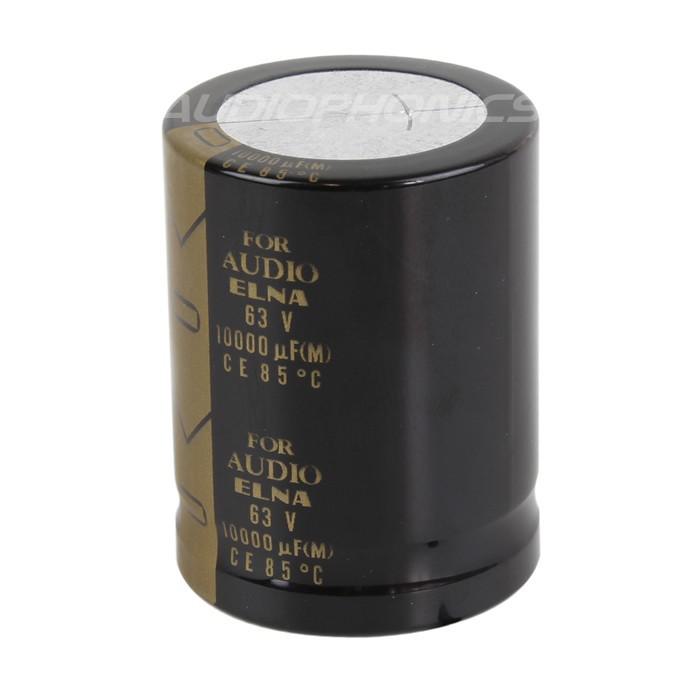 AUDIOPHONICS
10000 µF(M)
CE 85°C
FOR
AUDIO
ELNA
63 V
10000 µF(M)
CE 85°C
FOR
AUDIO
ELNA
63 V
10000 µF(M)
CE 85°C